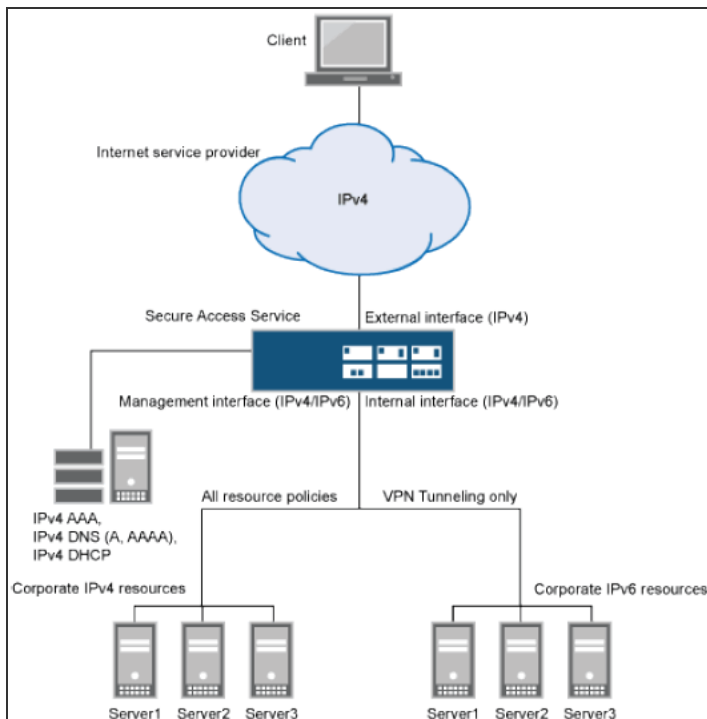 Client
Internet service provider
IPv4
Secure Access Service
External interface (IPv4)
Management interface (IPv4/IPv6)
Internal interface (IPv4/IPv6)
All resource policies
VPN Tunneling only
IPv4 AAA,
IPv4 DNS (A, AAAA),
IPv4 DHCP
Corporate IPv4 resources
Corporate IPv6 resources
Server1
Server2
Server3
Server1
Server2
Server3